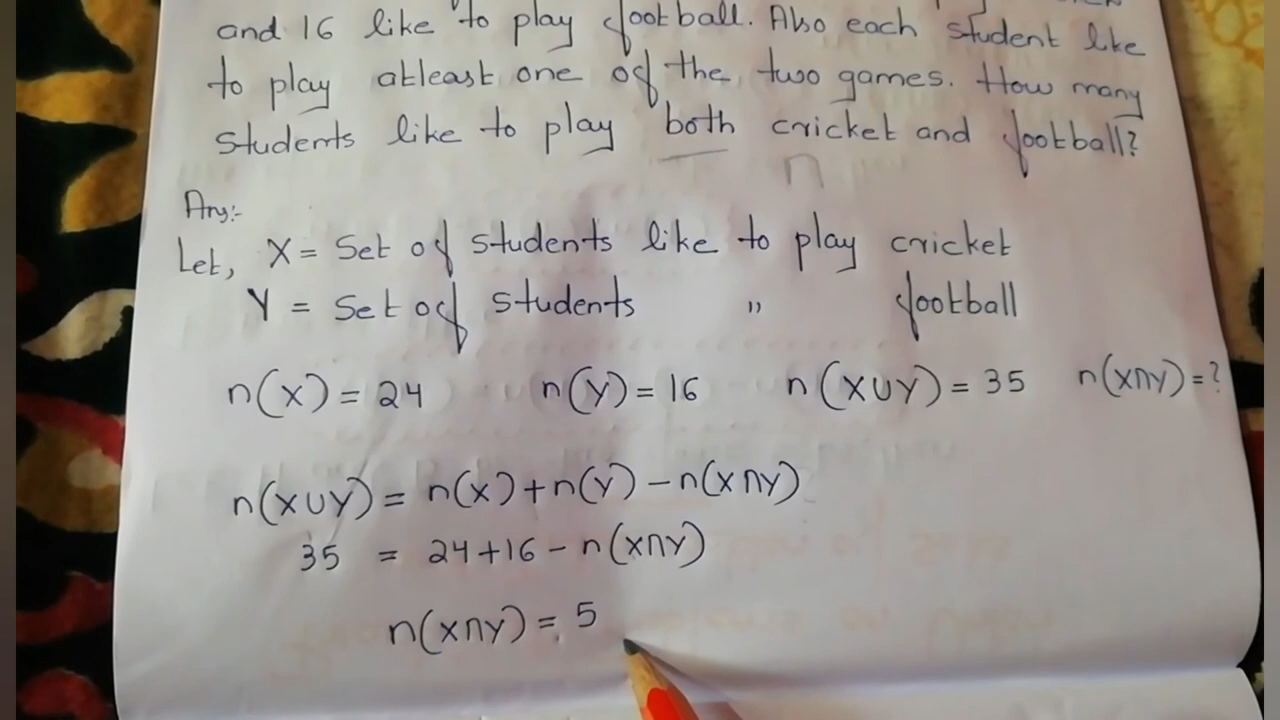 and 16 like to play football. Also each student like
to play atleast one of the two games. How many
students like to play both cricket and football?
Ans:-
Let, X = Set of students like to play cricket
Y = Set of students " football
n(X) = 24 n(Y) = 16 n(X∪Y) = 35 n(X∩Y) = ?
n(X∪Y) = n(X) + n(Y) - n(X∩Y)
35 = 24+16 - n(X∩Y)
n(X∩Y) = 5